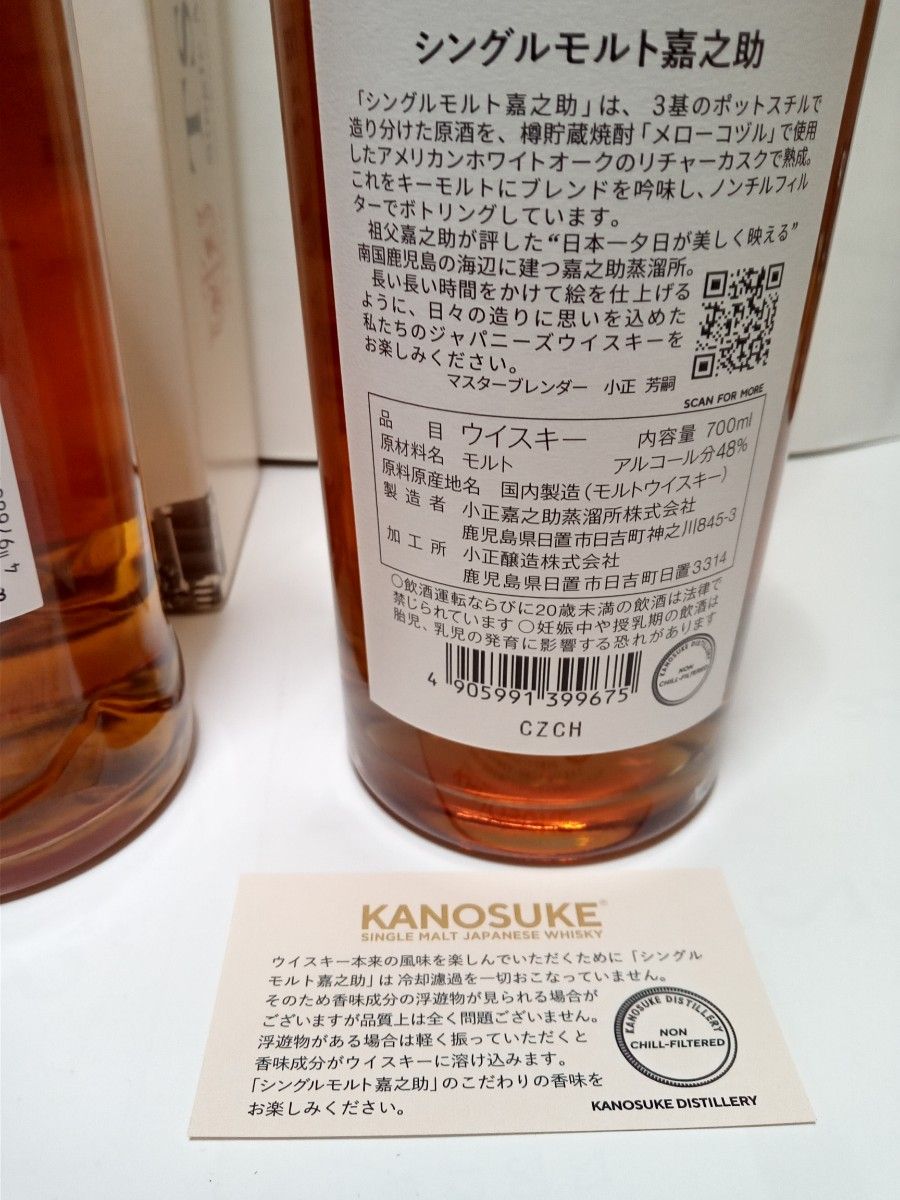 シングルモルト嘉之助
「シングルモルト嘉之助」は、3基のポットスチルで
造り分けた原酒を、樽貯蔵焼酎「メローコヅル」で使用
したアメリカンホワイトオークのリチャーカスクで熟成。
これをキーモルトにブレンドを吟味し、ノンチルフィル
ターでボトリングしています。
祖父嘉之助が評した“日本一夕日が美しく映える”
南国鹿児島の海辺に建つ嘉之助蒸溜所。
長い長い時間をかけて絵を仕上げる
ように、日々の造りに思いを込めた
私たちのジャパニーズウイスキーを
お楽しみください。
マスターブレンダー 小正 芳嗣
SCAN FOR MORE
品目 ウイスキー 内容量 700ml
原材料名 モルト アルコール分48%
原料原産地名 国内製造(モルトウイスキー)
製造者 小正嘉之助蒸溜所株式会社
鹿児島県日置市日吉町神之川845-3
加工所 小正醸造株式会社
鹿児島県日置市日吉町日置3314
○飲酒運転ならびに20歳未満の飲酒は法律で
禁じられています ○妊娠中や授乳期の飲酒は
胎児、乳児の発育に影響する恐れがあります
KANOSUKE DISTILLERY
NON
CHILL-FILTERED
4 905991 399675
CZCH
KANOSUKE®
SINGLE MALT JAPANESE WHISKY
ウイスキー本来の風味を楽しんでいただくために「シングル
モルト嘉之助」は 冷却濾過を一切おこなっていません。
そのため香味成分の浮遊物が見られる場合が
ございますが品質上は全く問題ございません。
浮遊物がある場合は軽く振っていただくと
香味成分がウイスキーに溶け込みます。
「シングルモルト嘉之助」のこだわりの香味を
お楽しみください。
KANOSUKE DISTILLERY
NON
CHILL-FILTERED
KANOSUKE DISTILLERY